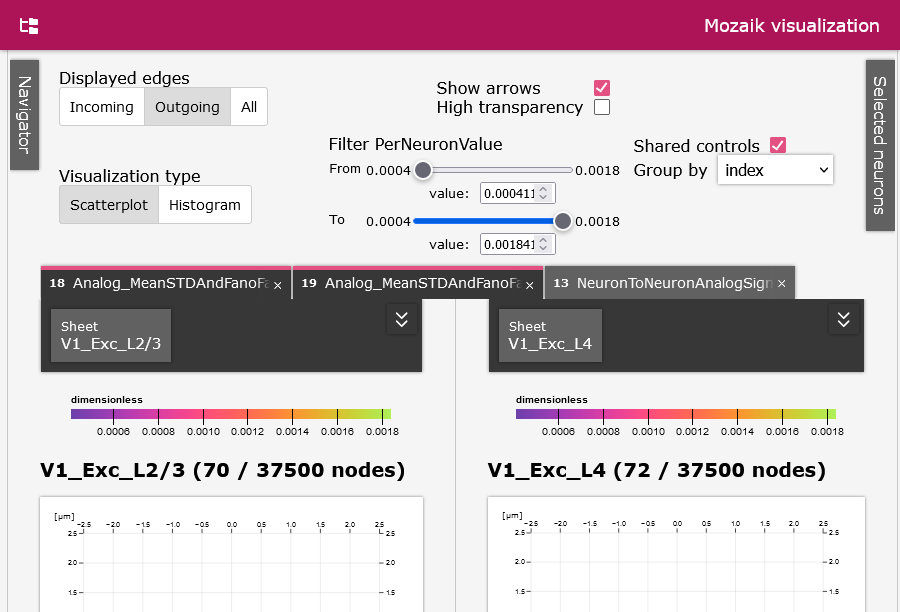 Mozaik visualization
Navigator
Selected neurons
Displayed edges
Incoming Outgoing All
Show arrows
High transparency
Visualization type
Scatterplot Histogram
Filter PerNeuronValue
From 0.0004 0.0018
value: 0.000411
To 0.0004 0.0018
value: 0.001841
Shared controls
Group by index
18 Analog_MeanSTDAndFanoFa ×
19 Analog_MeanSTDAndFanoFa ×
13 NeuronToNeuronAnalogSign ×
Sheet
V1_Exc_L2/3
dimensionless
0.0006 0.0008 0.0010 0.0012 0.0014 0.0016 0.0018
V1_Exc_L2/3 (70 / 37500 nodes)
[μm]
-2.5 -2.0 -1.5 -1.0 -0.5 0.0 0.5 1.0 1.5 2.0 2.5
2.5 2.5
2.0 2.0
1.5 1.5
Sheet
V1_Exc_L4
dimensionless
0.0006 0.0008 0.0010 0.0012 0.0014 0.0016 0.0018
V1_Exc_L4 (72 / 37500 nodes)
[μm]
-2.5 -2.0 -1.5 -1.0 -0.5 0.0 0.5 1.0 1.5 2.0 2.5
2.5 2.5
2.0 2.0
1.5 1.5